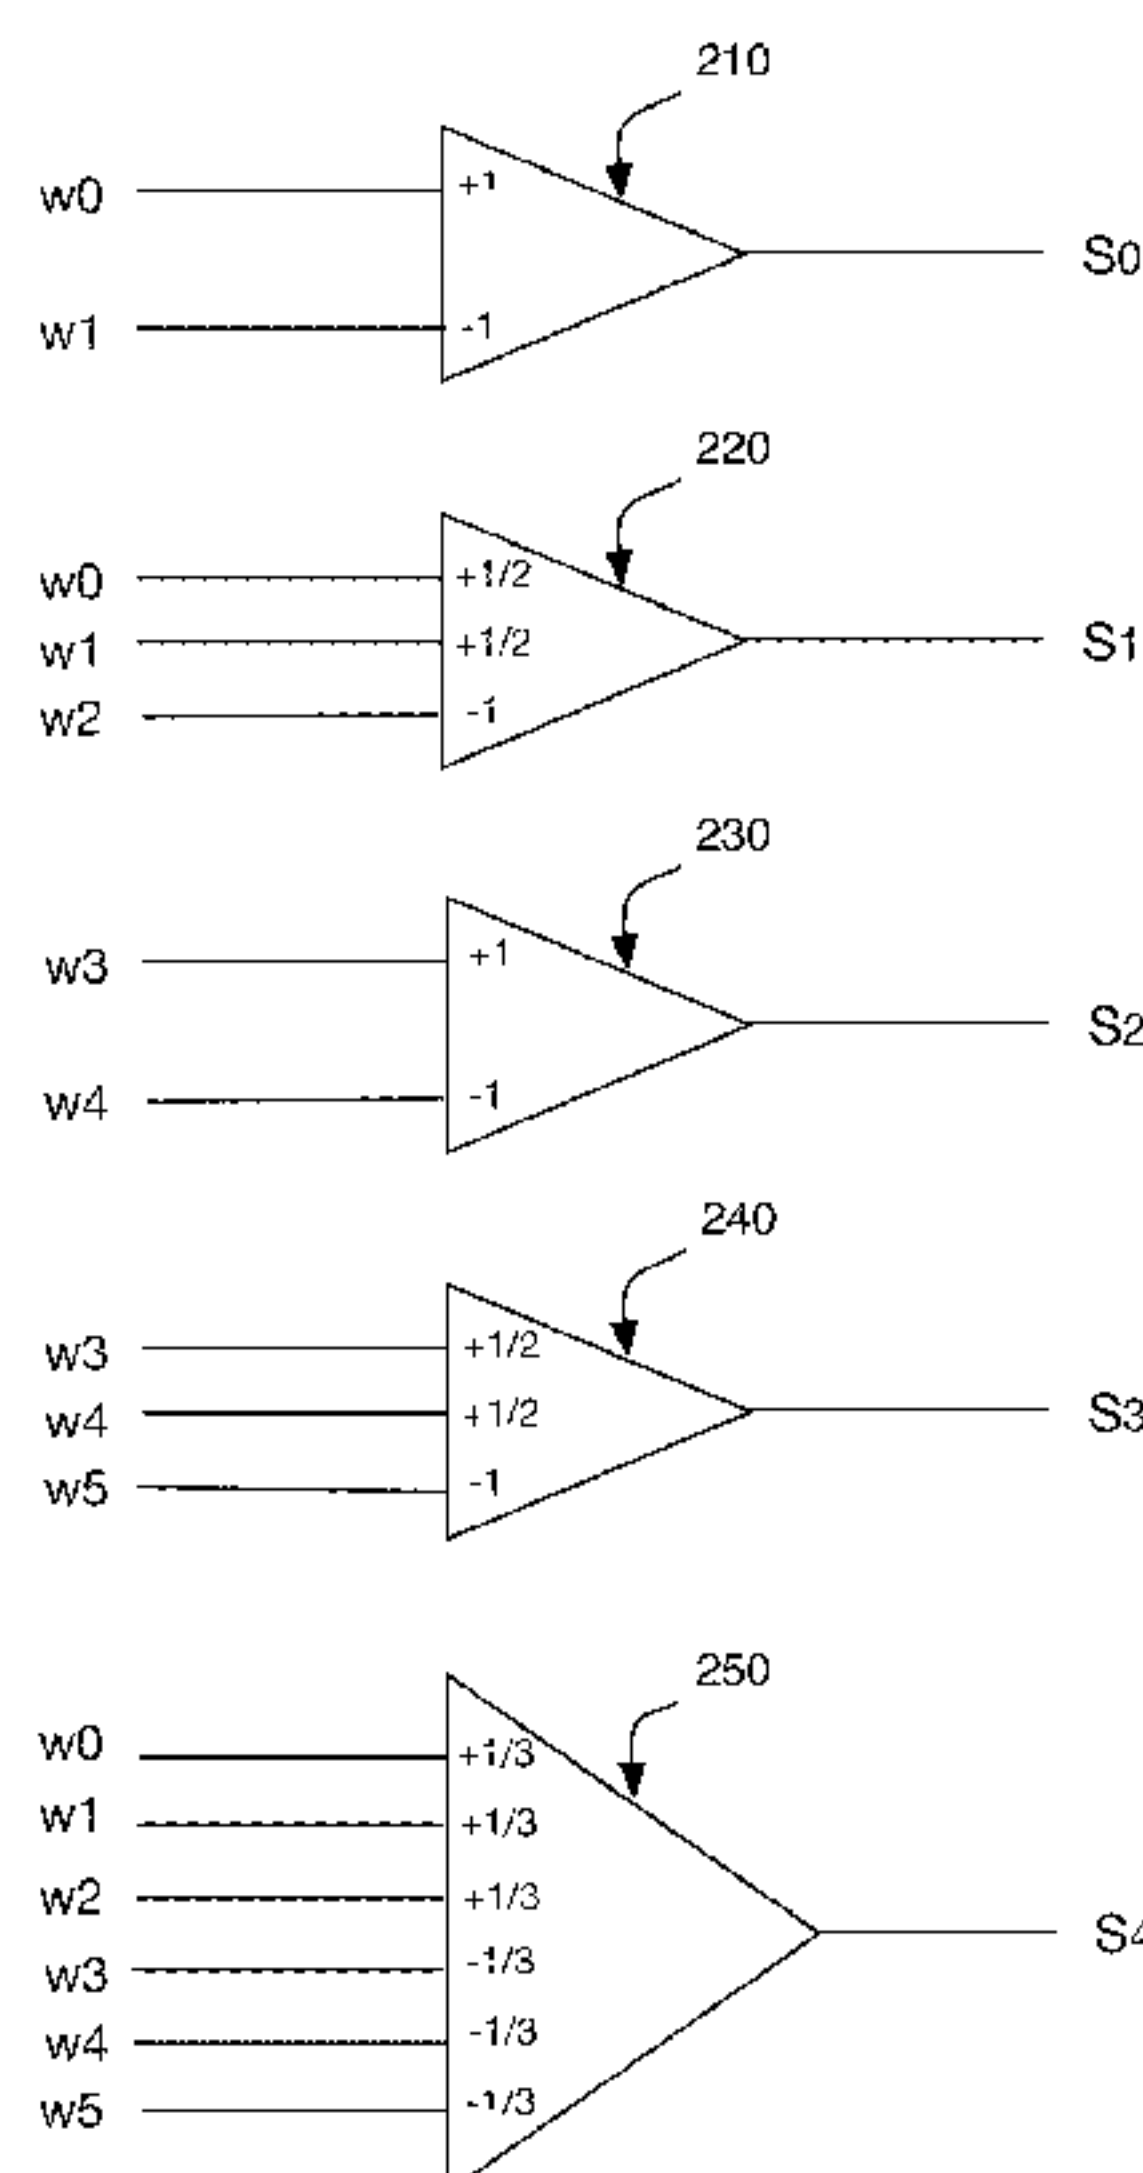 210
w0 +1
S0
w1 -1
220
w0 +1/2
w1 +1/2 S1
w2 -1
230
w3 +1
S2
w4 -1
240
w3 +1/2
w4 +1/2 S3
w5 -1
250
w0 +1/3
w1 +1/3
w2 +1/3
S4
w3 -1/3
w4 -1/3
w5 -1/3